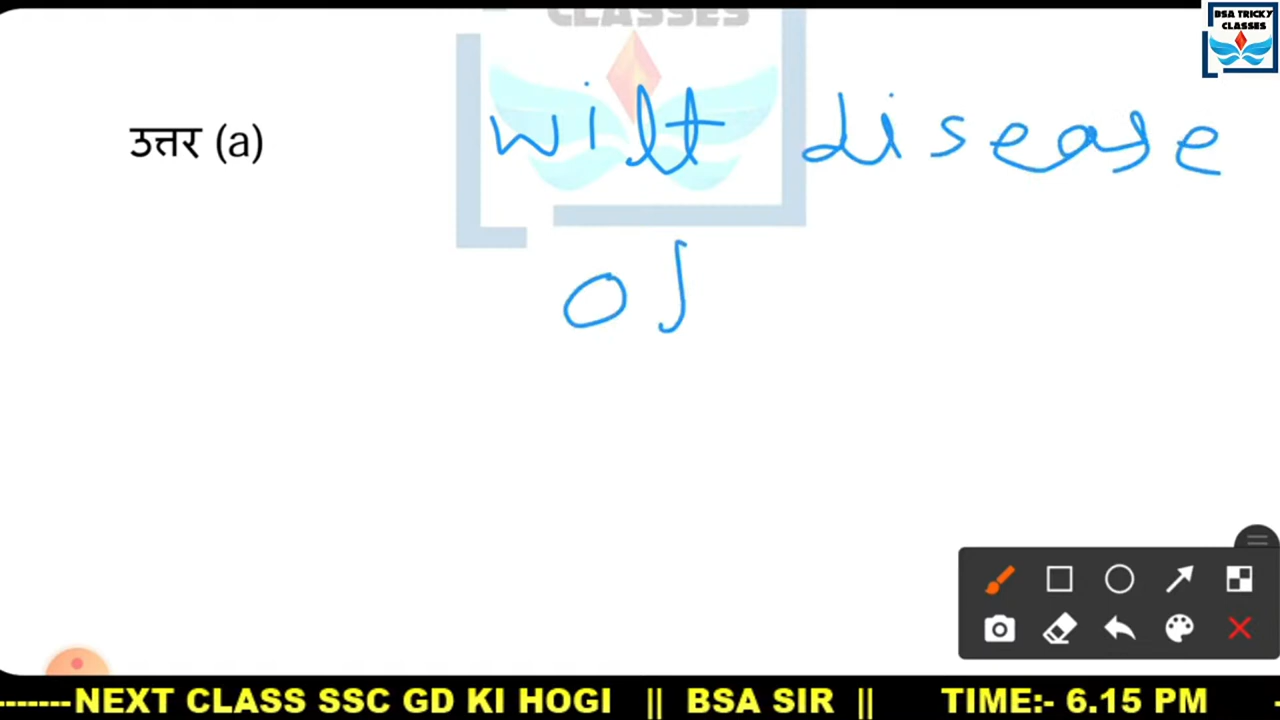 CLASSES
BSA TRICKY
CLASSES
उत्तर (a)
wilt disease
of
-------NEXT CLASS SSC GD KI HOGI || BSA SIR || TIME:- 6.15 PM -